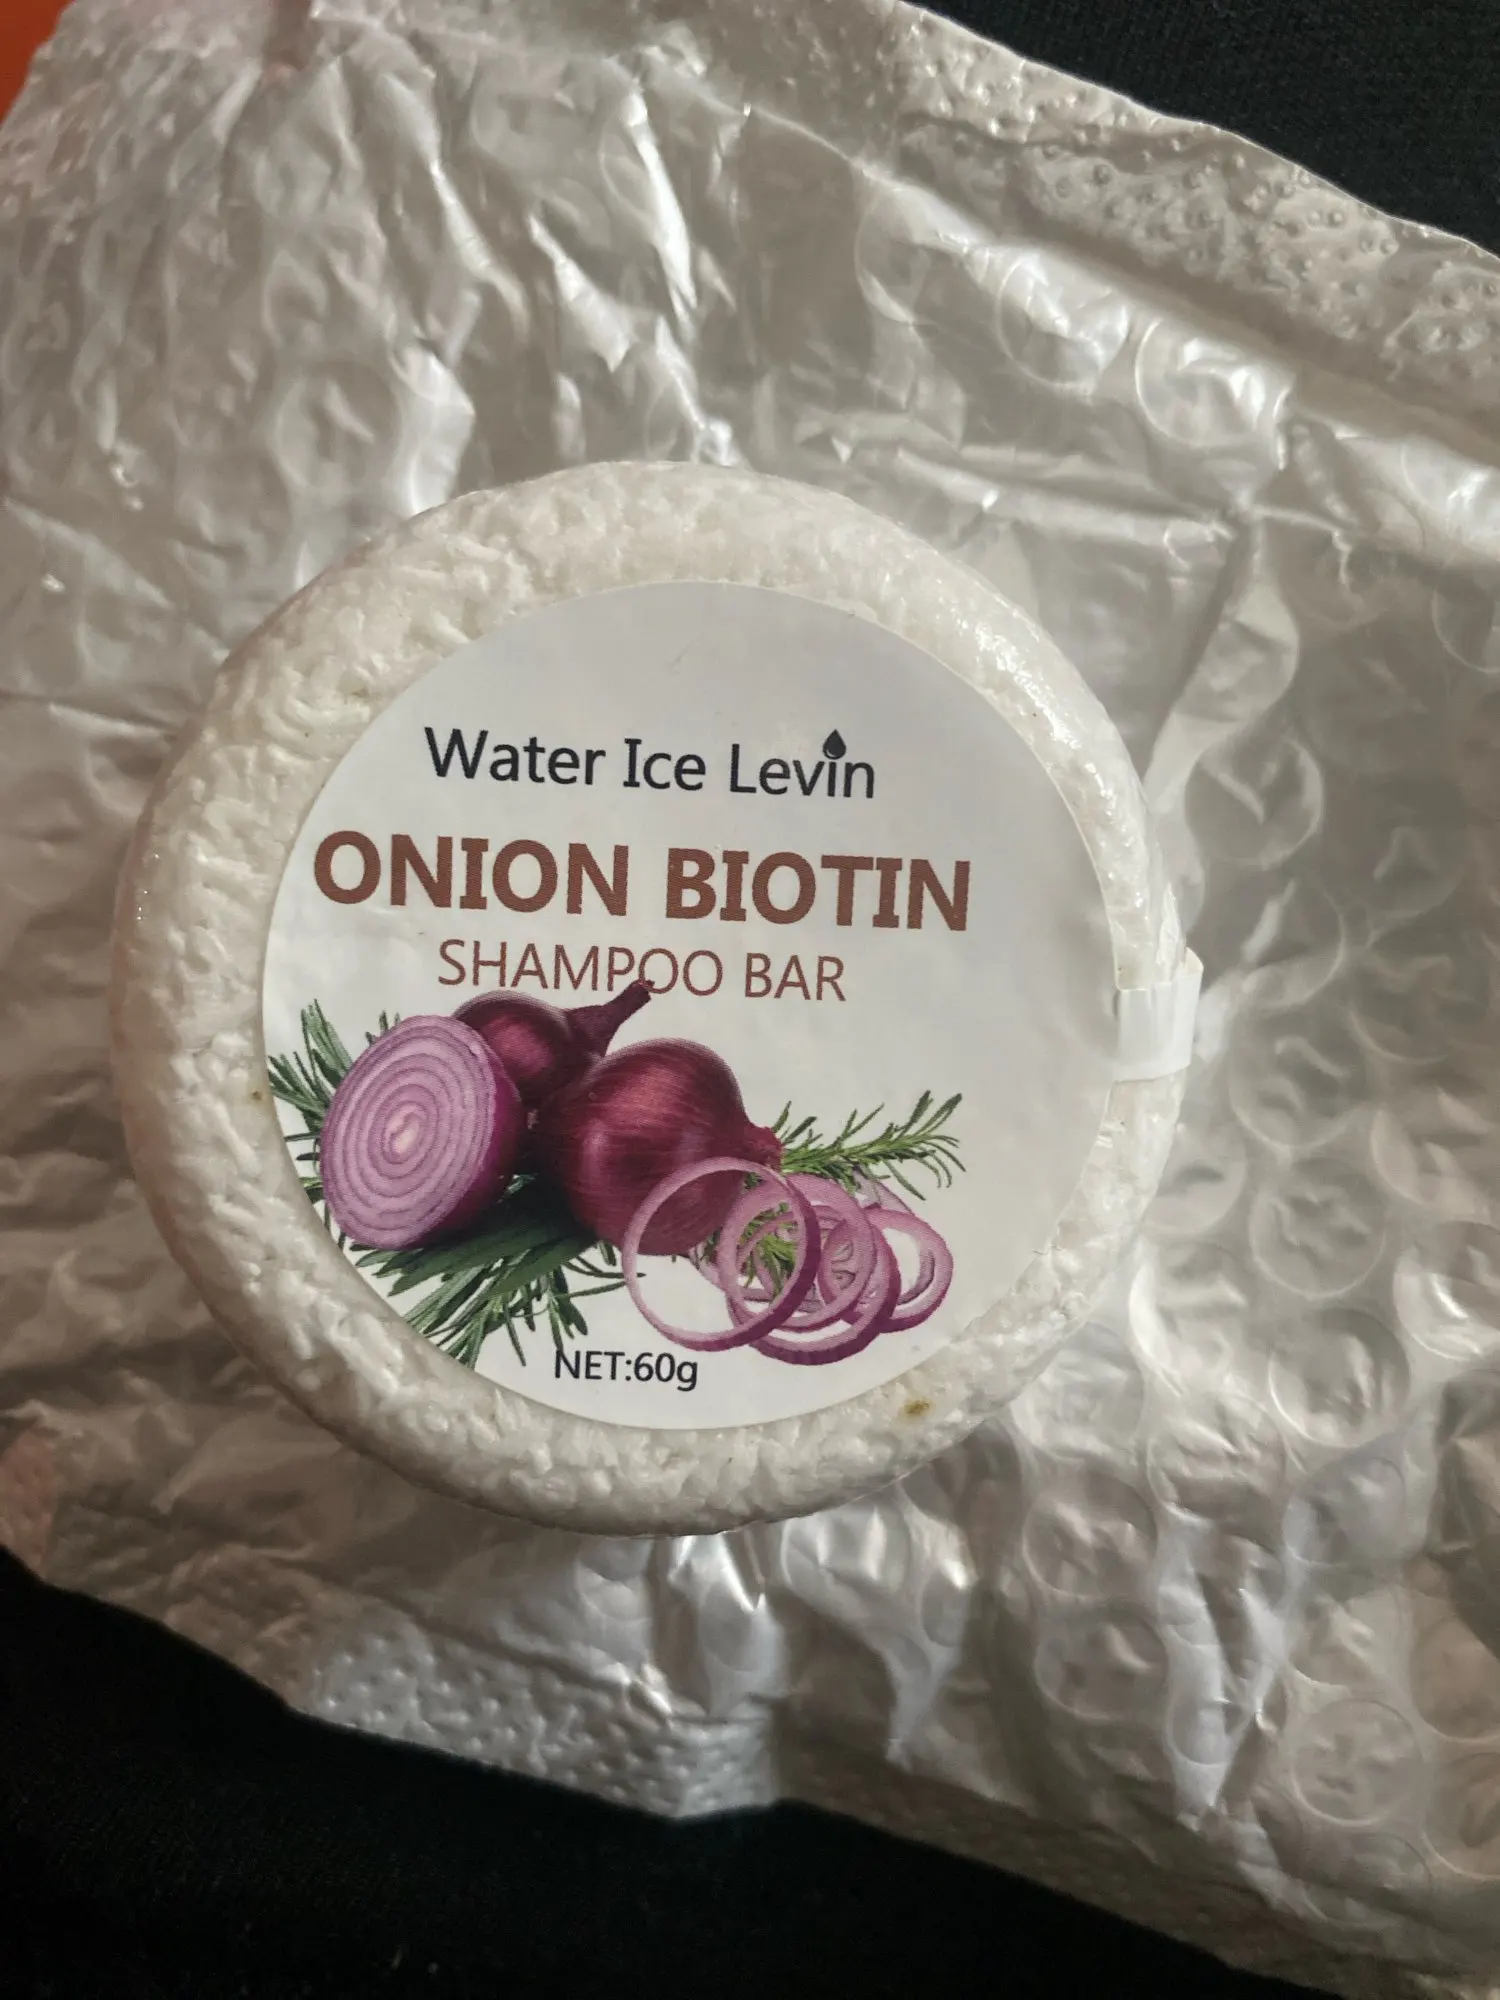 Water Ice Levin
ONION BIOTIN
SHAMPOO BAR
NET:60g